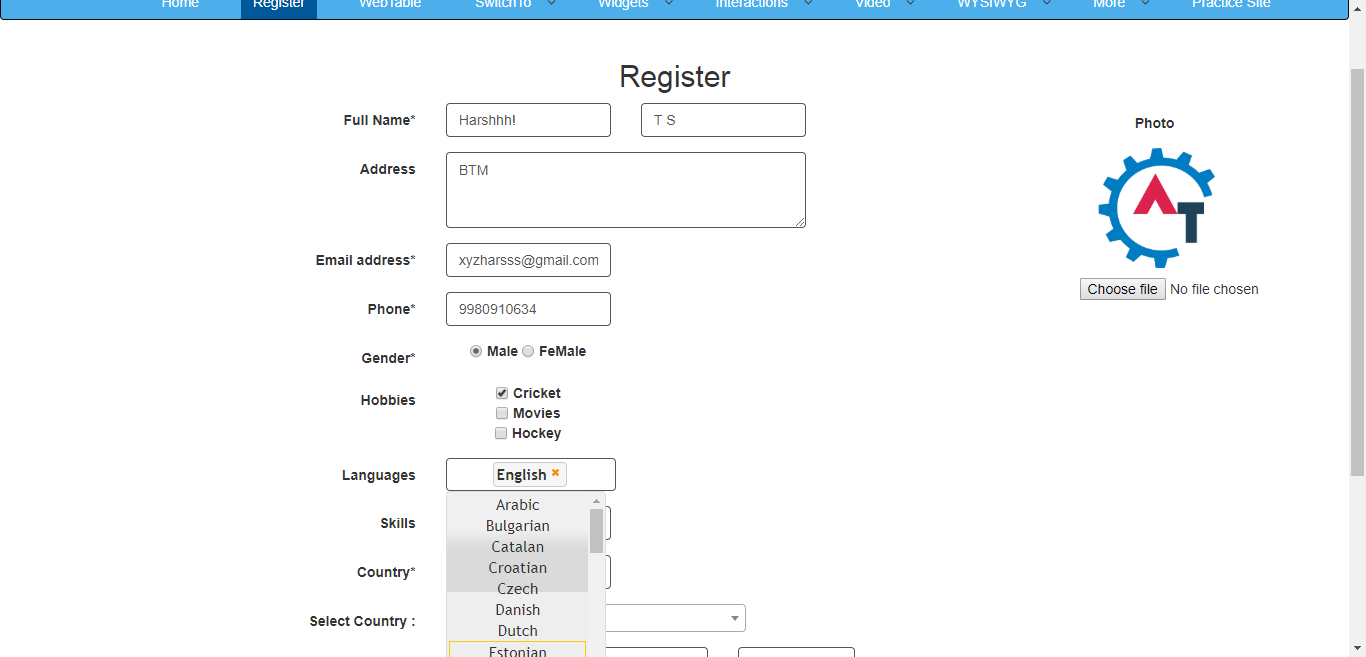 Home Register WebTable SwitchTo Widgets Interactions Video WYSIWYG More Practice Site
Register
Full Name* Harshhh! T S
Photo
Address BTM
AT
Email address* xyzharsss@gmail.com
Choose file No file chosen
Phone* 9980910634
Gender* Male FeMale
Hobbies Cricket
Movies
Hockey
Languages English
Arabic
Skills
Bulgarian
Catalan
Country*
Croatian
Czech
Danish
Select Country :
Dutch
Estonian